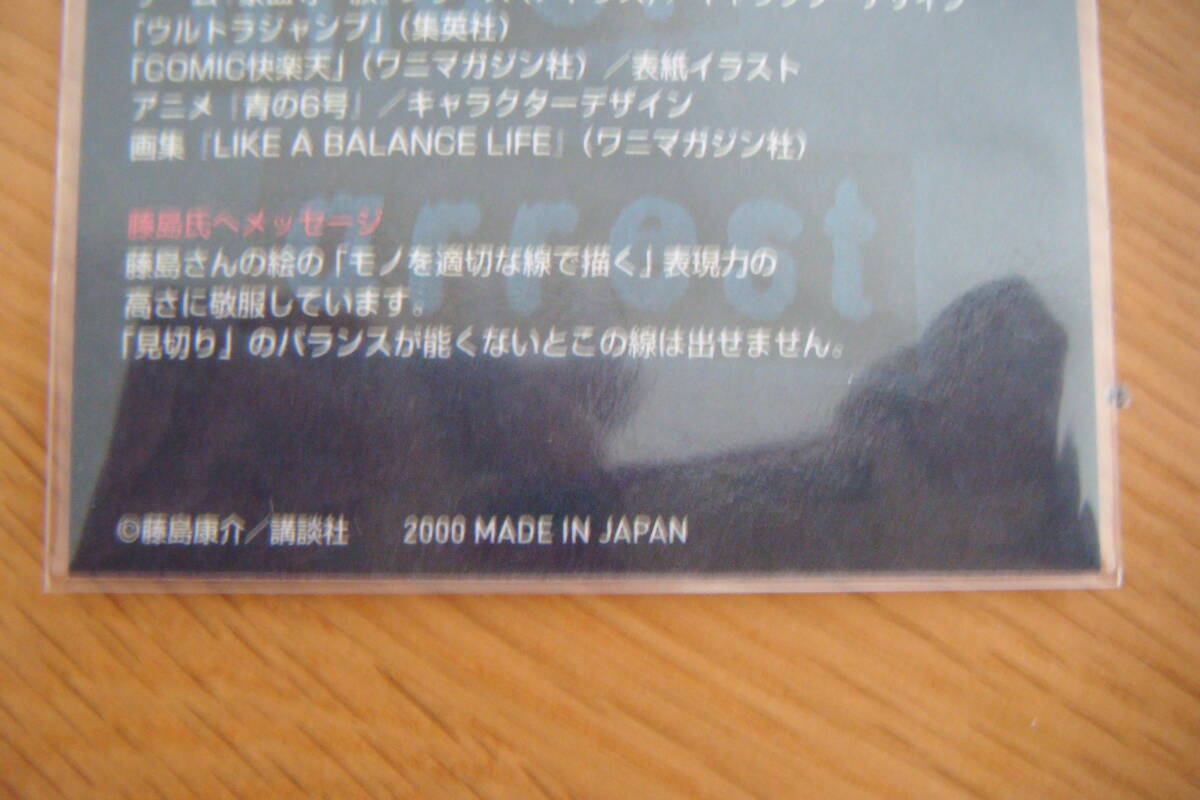 「ウルトラジャンプ」(集英社)
「COMIC快楽天」(ワニマガジン社)/表紙イラスト
アニメ『青の6号』/キャラクターデザイン
画集『LIKE A BALANCE LIFE』(ワニマガジン社)
arrest
藤島氏へメッセージ
藤島さんの絵の「モノを適切な線で描く」表現力の
高さに敬服しています。
「見切り」のバランスが能くないとこの線は出せません。
©藤島康介/講談社 2000 MADE IN JAPAN